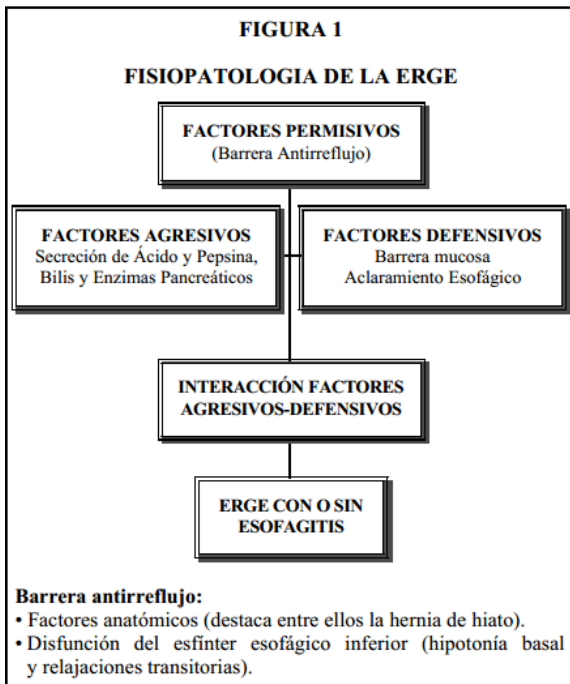 FIGURA 1
FISIOPATOLOGIA DE LA ERGE
FACTORES PERMISIVOS
(Barrera Antirreflujo)
FACTORES AGRESIVOS
Secreción de Ácido y Pepsina,
Bilis y Enzimas Pancreáticos
FACTORES DEFENSIVOS
Barrera mucosa
Aclaramiento Esofágico
INTERACCIÓN FACTORES
AGRESIVOS-DEFENSIVOS
ERGE CON O SIN
ESOFAGITIS
Barrera antirreflujo:
• Factores anatómicos (destaca entre ellos la hernia de hiato).
• Disfunción del esfínter esofágico inferior (hipotonía basal
y relajaciones transitorias).